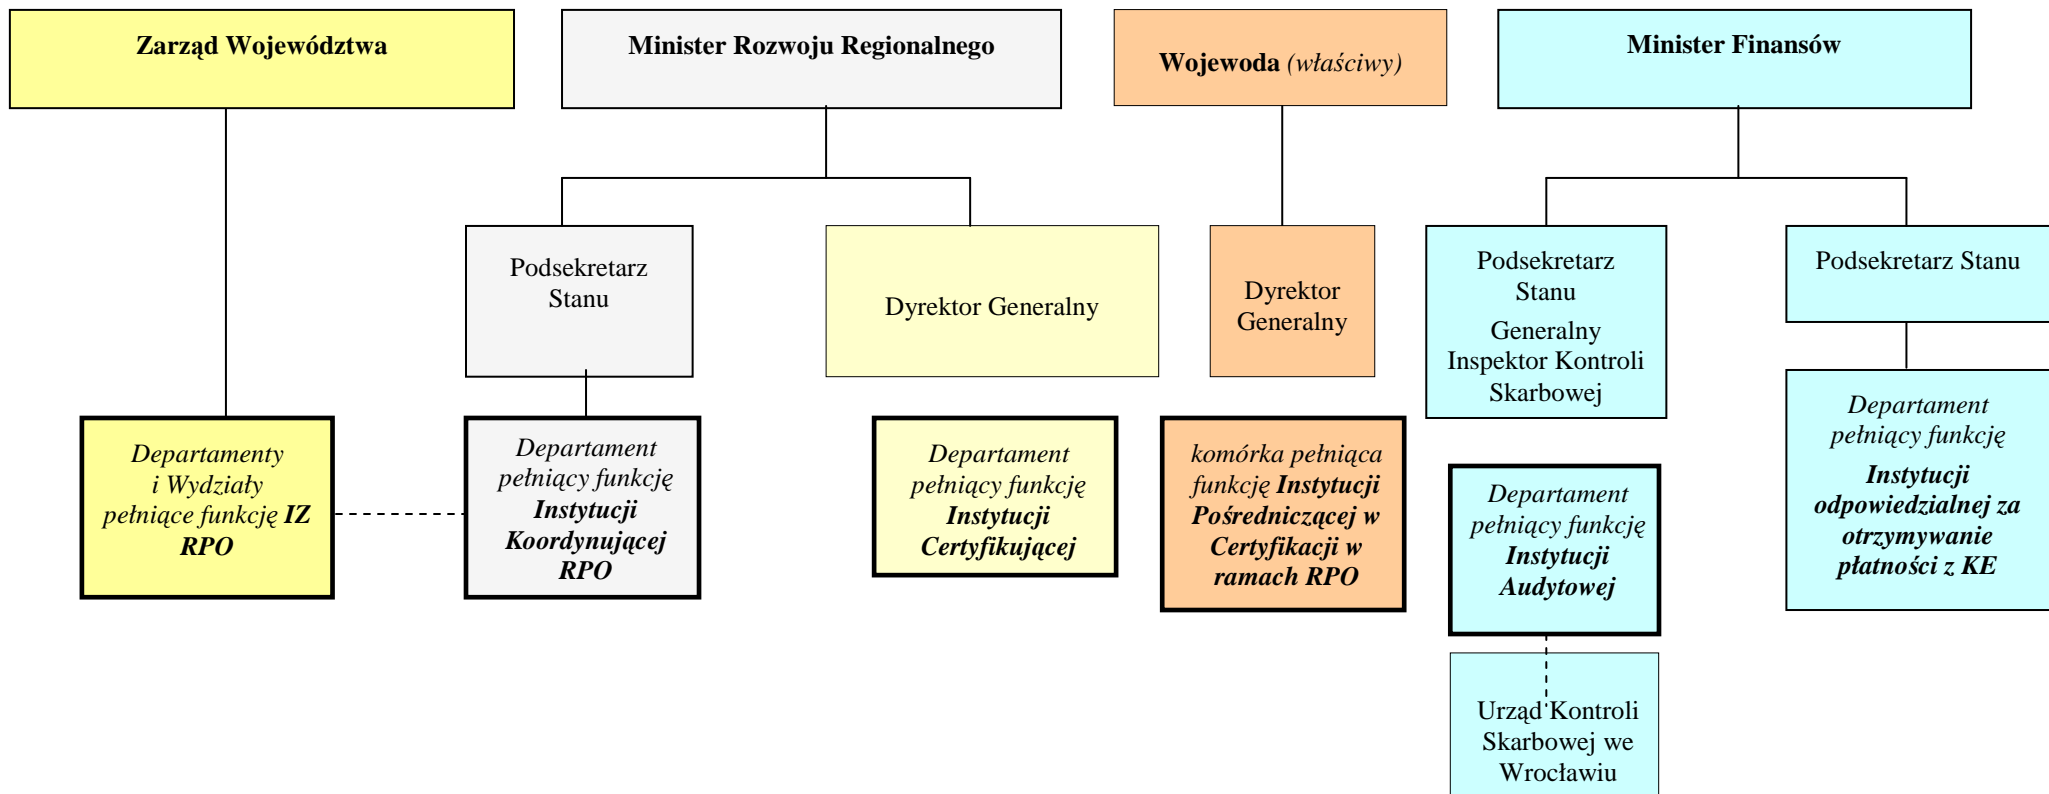 Zarząd Województwa
Minister Rozwoju Regionalnego
Wojewoda (właściwy)
Minister Finansów
Podsekretarz
Stanu
Dyrektor Generalny
Dyrektor
Generalny
Podsekretarz
Stanu
Generalny
Inspektor Kontroli
Skarbowej
Podsekretarz Stanu
Departamenty
i Wydziały
pełniące funkcję IZ
RPO
Departament
pełniący funkcję
Instytucji
Koordynującej
RPO
Departament
pełniący funkcję
Instytucji
Certyfikującej
komórka pełniąca
funkcję Instytucji
Pośredniczącej w
Certyfikacji w
ramach RPO
Departament
pełniący funkcję
Instytucji
Audytowej
Departament
pełniący funkcję
Instytucji
odpowiedzialnej za
otrzymywanie
płatności z KE
Urząd Kontroli
Skarbowej we
Wrocławiu